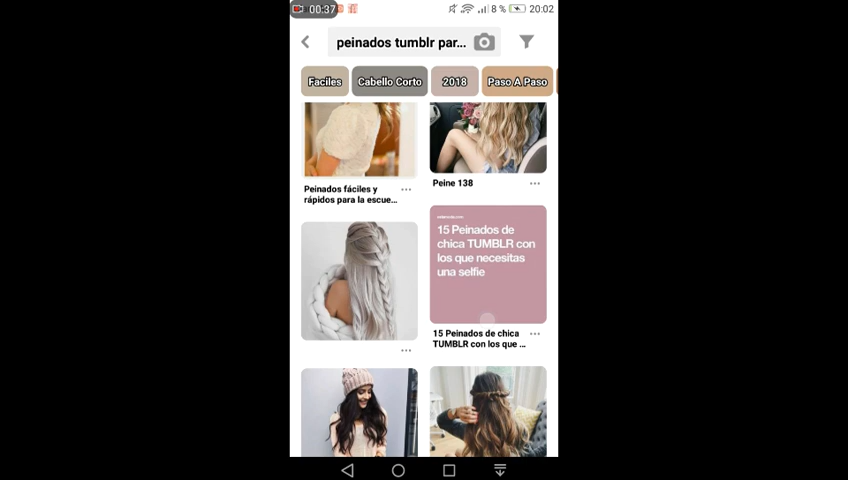 00:37
8 % 20:02
peinados tumblr par...
Faciles
Cabello Corto
2018
Paso A Paso
Peinados fáciles y
rápidos para la escue...
Peine 138
15 Peinados de
chica TUMBLR con
los que necesitas
una selfie
15 Peinados de chica
TUMBLR con los que ...